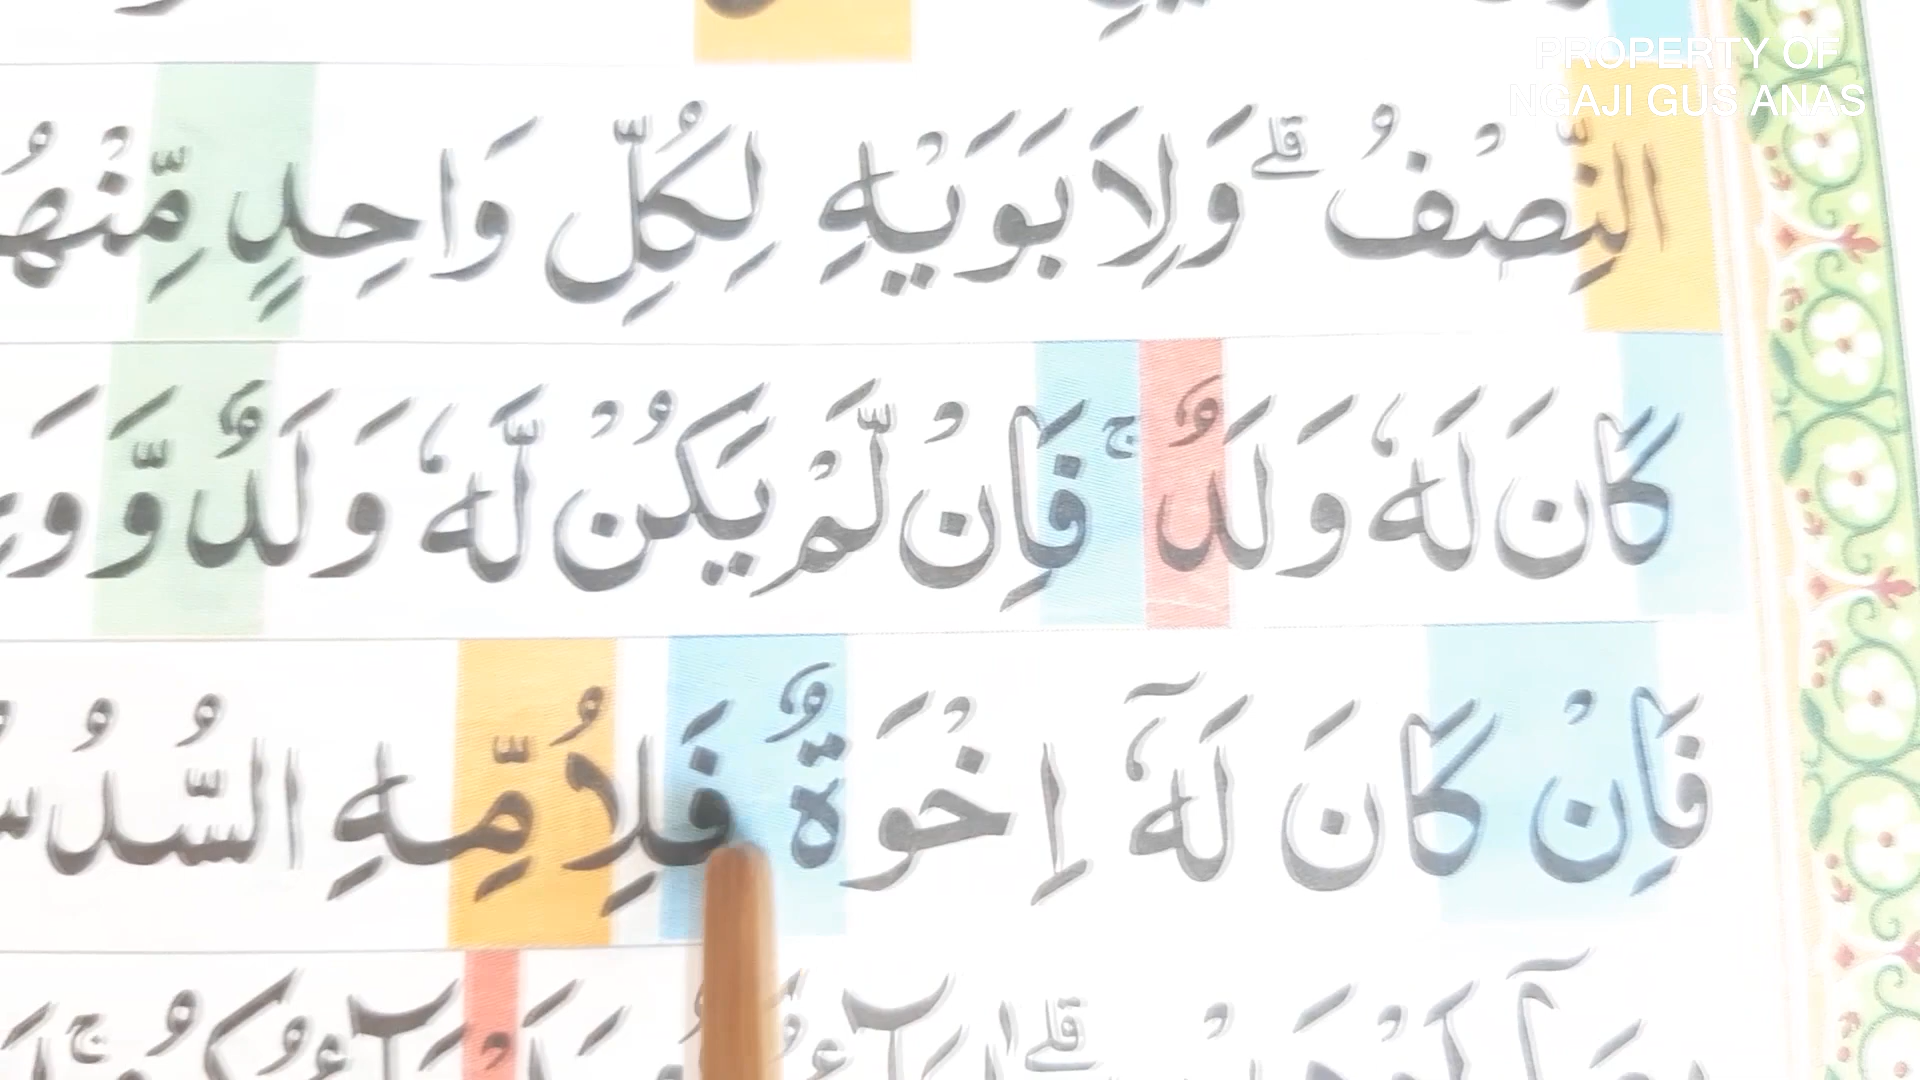 PROPERTY OF
NGAJI GUS ANAS
النِّصْفُ ۗ وَلِاَبَوَيْهِ لِكُلِّ وَاحِدٍ مِّنْهُ
كَانَ لَهٗ وَلَدٌ ۚ فَاِنْ لَّمْ يَكُنْ لَّهٗ وَلَدٌ وَّوَ
فَاِنْ كَانَ لَهٗٓ اِخْوَةٌ فَلِاُمِّهِ السُّدُسُ